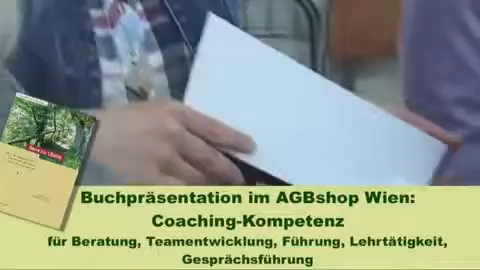 Buchpräsentation im AGBshop Wien:
Coaching-Kompetenz
für Beratung, Teamentwicklung, Führung, Lehrtätigkeit,
Gesprächsführung